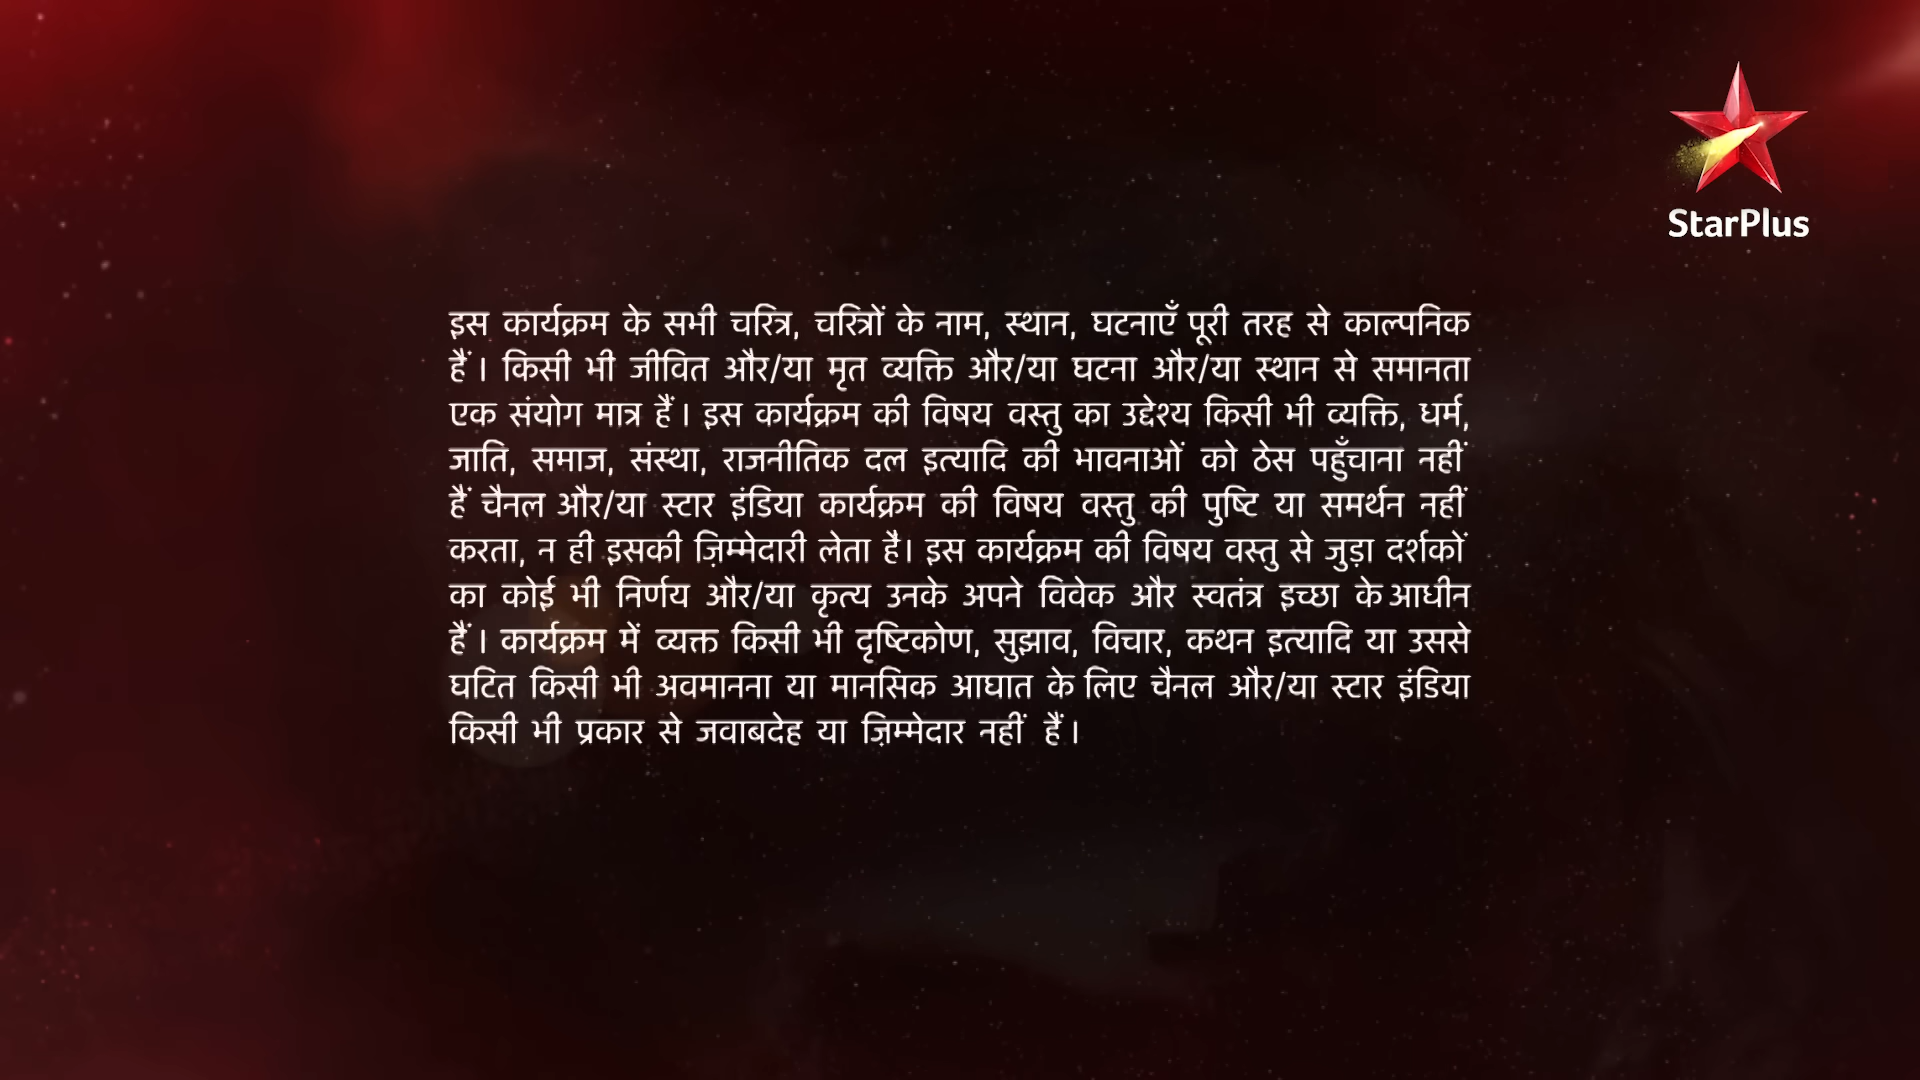 StarPlus
इस कार्यक्रम के सभी चरित्र, चरित्रों के नाम, स्थान, घटनाएँ पूरी तरह से काल्पनिक
हैं । किसी भी जीवित और/या मृत व्यक्ति और/या घटना और/या स्थान से समानता
एक संयोग मात्र हैं । इस कार्यक्रम की विषय वस्तु का उद्देश्य किसी भी व्यक्ति, धर्म,
जाति, समाज, संस्था, राजनीतिक दल इत्यादि की भावनाओं को ठेस पहुँचाना नहीं
हैं चैनल और/या स्टार इंडिया कार्यक्रम की विषय वस्तु की पुष्टि या समर्थन नहीं
करता, न ही इसकी ज़िम्मेदारी लेता है। इस कार्यक्रम की विषय वस्तु से जुड़ा दर्शकों
का कोई भी निर्णय और/या कृत्य उनके अपने विवेक और स्वतंत्र इच्छा के आधीन
हैं । कार्यक्रम में व्यक्त किसी भी दृष्टिकोण, सुझाव, विचार, कथन इत्यादि या उससे
घटित किसी भी अवमानना या मानसिक आघात के लिए चैनल और/या स्टार इंडिया
किसी भी प्रकार से जवाबदेह या ज़िम्मेदार नहीं हैं ।